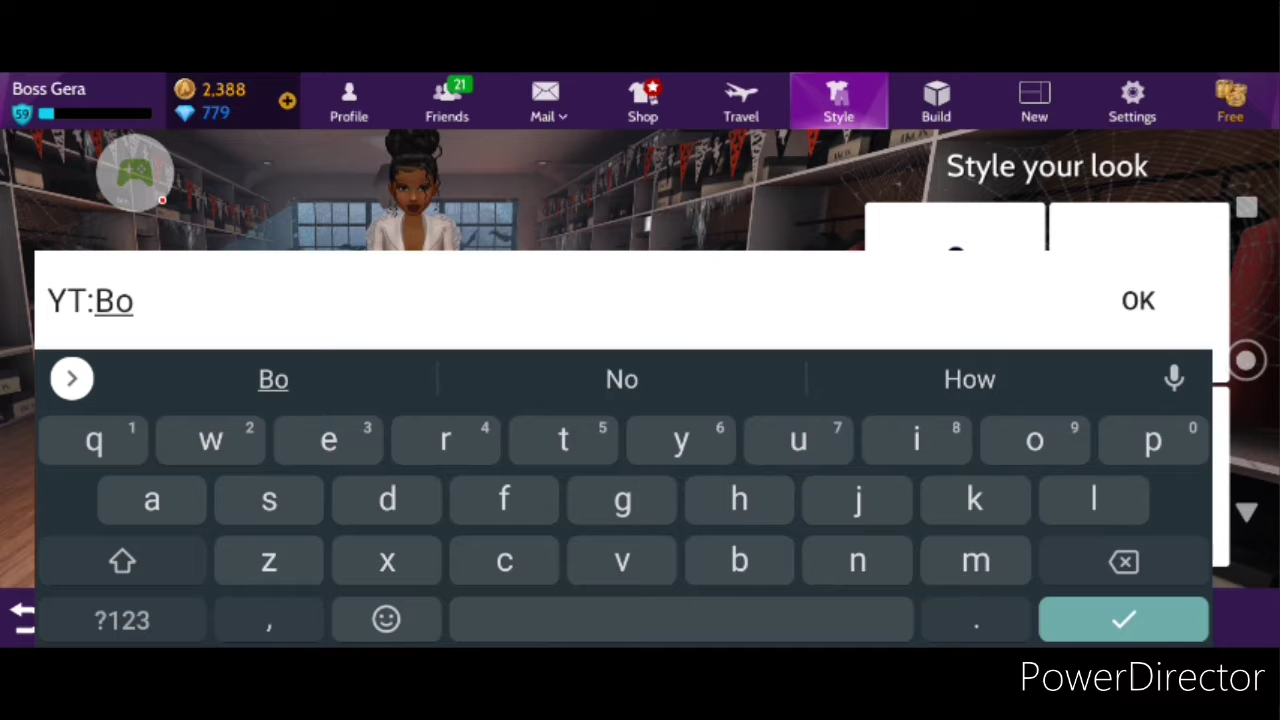 Boss Gera
59
2,388
779
Profile
21
Friends
Mail
Shop
Travel
Style
Build
New
Settings
Free
Style your look
YT:Bo
OK
Bo No How
q 1 w 2 e 3 r 4 t 5 y 6 u 7 i 8 o 9 p 0
a s d f g h j k l
z x c v b n m
?123 , .
PowerDirector